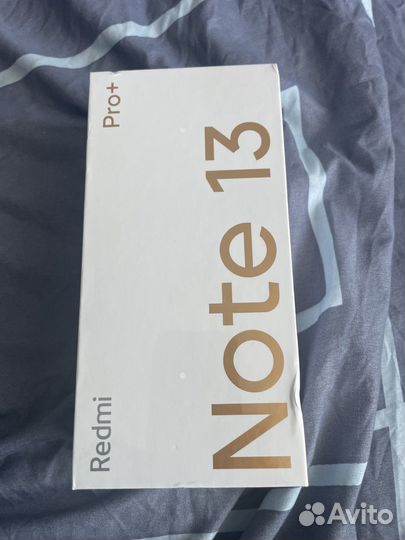 Redmi
Note 13
Pro+
Avito